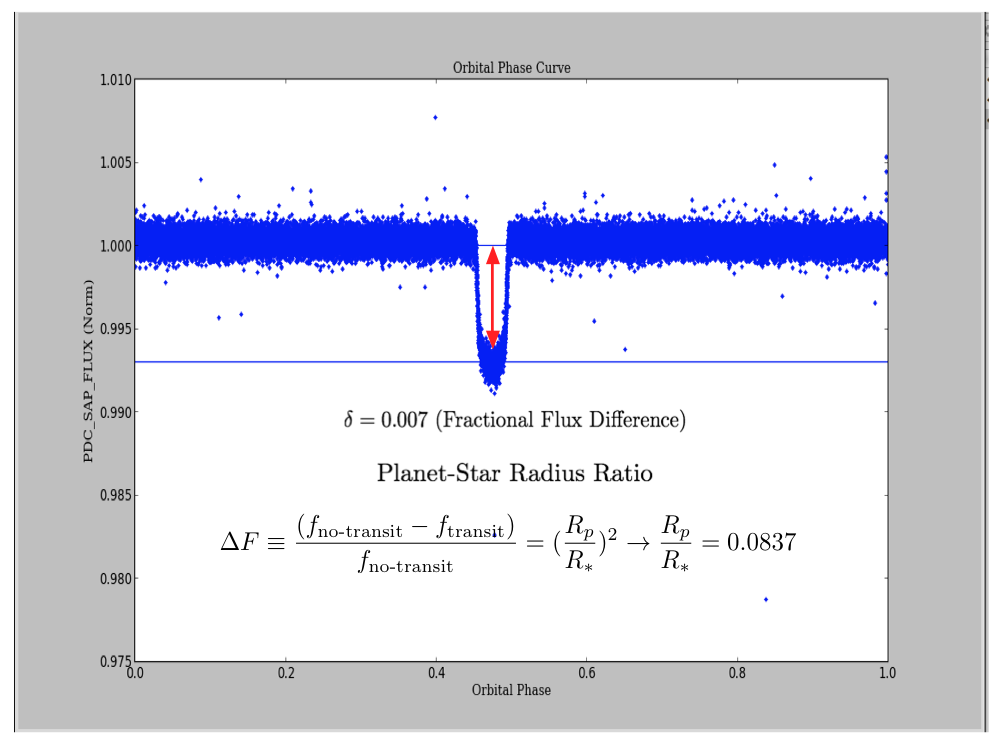 Orbital Phase Curve
1.010
1.005
1.000
0.995
0.990
0.985
0.980
0.975
PDC_SAP_FLUX (Norm)
δ = 0.007 (Fractional Flux Difference)
Planet-Star Radius Ratio
ΔF ≡ (f_no-transit − f_transit) / f_no-transit = (R_p / R_*)² → R_p / R_* = 0.0837
0.0 0.2 0.4 0.6 0.8 1.0
Orbital Phase